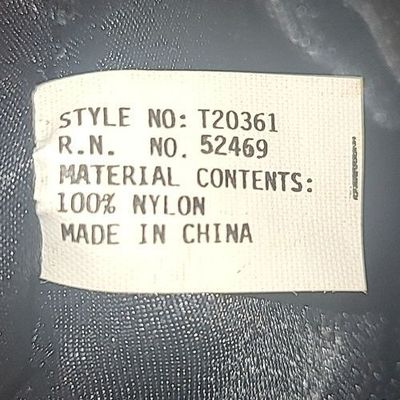 STYLE NO: T20361
R.N. NO. 52469
MATERIAL CONTENTS:
100% NYLON
MADE IN CHINA